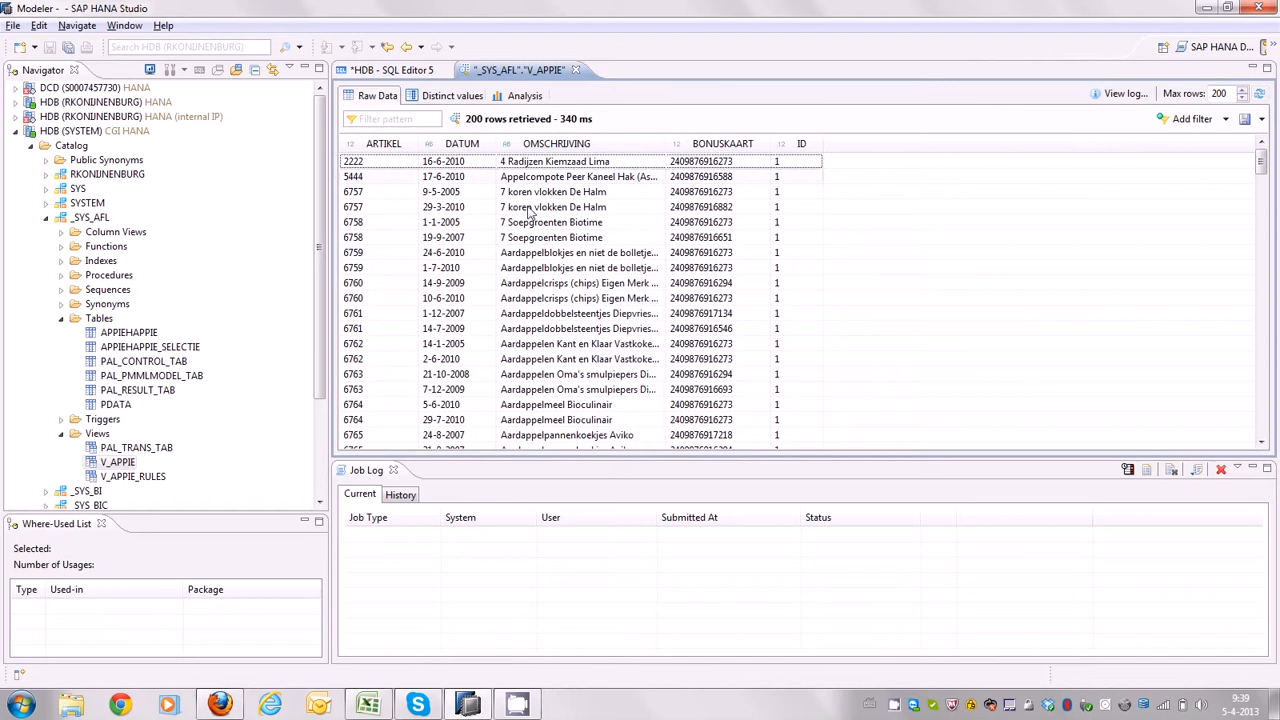 Modeler - - SAP HANA Studio
File Edit Navigate Window Help
Search HDB (RKONIJNENBURG)
SAP HANA D...
Navigator
DCD (S0007457730) HANA
HDB (RKONIJNENBURG) HANA
HDB (RKONIJNENBURG) HANA (internal IP)
HDB (SYSTEM) CGI HANA
Catalog
Public Synonyms
RKONIJNENBURG
SYS
SYSTEM
_SYS_AFL
Column Views
Functions
Indexes
Procedures
Sequences
Synonyms
Tables
APPIEHAPPIE
APPIEHAPPIE_SELECTIE
PAL_CONTROL_TAB
PAL_PMMLMODEL_TAB
PAL_RESULT_TAB
PDATA
Triggers
Views
PAL_TRANS_TAB
V_APPIE
V_APPIE_RULES
_SYS_BI
_SYS_BIC
Where-Used List
Selected:
Number of Usages:
Type Used-in Package
*HDB - SQL Editor 5 "_SYS_AFL"."V_APPIE"
Raw Data Distinct values Analysis View log... Max rows: 200
Filter pattern 200 rows retrieved - 340 ms Add filter
12 ARTIKEL AB DATUM AB OMSCHRIJVING 12 BONUSKAART 12 ID
2222 16-6-2010 4 Radijzen Kiemzaad Lima 2409876916273 1
5444 17-6-2010 Appelcompote Peer Kaneel Hak (As... 2409876916588 1
6757 9-5-2005 7 koren vlokken De Halm 2409876916273 1
6757 29-3-2010 7 koren vlokken De Halm 2409876916882 1
6758 1-1-2005 7 Soepgroenten Biotime 2409876916273 1
6758 19-9-2007 7 Soepgroenten Biotime 2409876916651 1
6759 24-6-2010 Aardappelblokjes en niet de bolletje... 2409876916273 1
6759 1-7-2010 Aardappelblokjes en niet de bolletje... 2409876916273 1
6760 14-9-2009 Aardappelcrisps (chips) Eigen Merk ... 2409876916294 1
6760 10-6-2010 Aardappelcrisps (chips) Eigen Merk ... 2409876916273 1
6761 1-12-2007 Aardappeldobbelsteentjes Diepvries... 2409876917134 1
6761 14-7-2009 Aardappeldobbelsteentjes Diepvries... 2409876916546 1
6762 14-1-2005 Aardappelen Kant en Klaar Vastkoke... 2409876916273 1
6762 2-6-2010 Aardappelen Kant en Klaar Vastkoke... 2409876916273 1
6763 21-10-2008 Aardappelen Oma's smulpiepers Di... 2409876916294 1
6763 7-12-2009 Aardappelen Oma's smulpiepers Di... 2409876916693 1
6764 5-6-2010 Aardappelmeel Bioculinair 2409876916273 1
6764 29-7-2010 Aardappelmeel Bioculinair 2409876916273 1
6765 24-8-2007 Aardappelpannenkoekjes Aviko 2409876917218 1
Job Log
Current History
Job Type System User Submitted At Status
9:39
5-4-2013